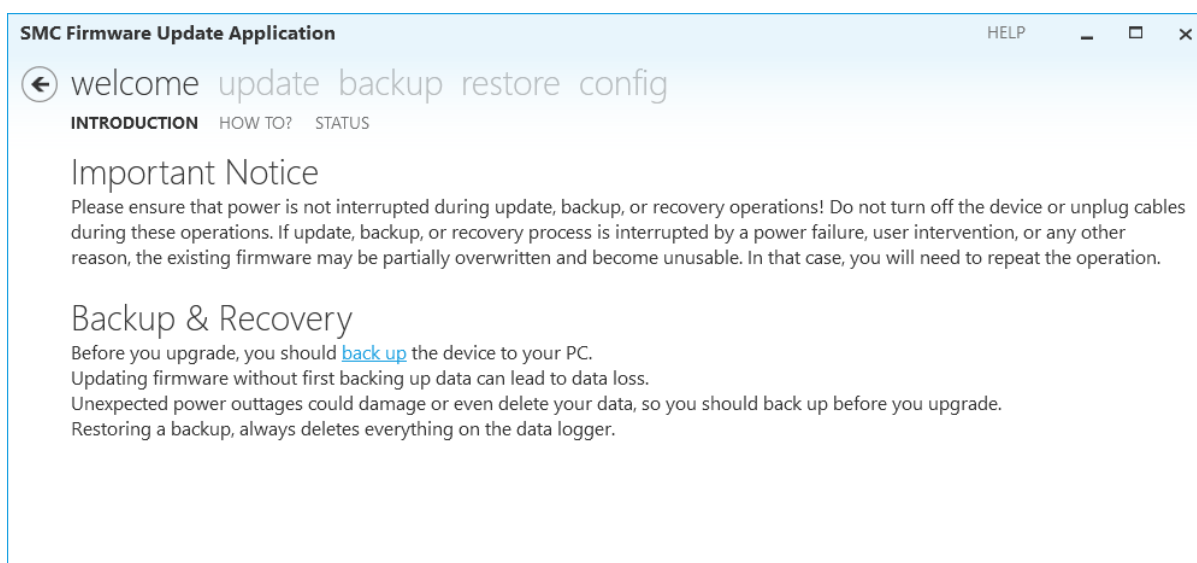 SMC Firmware Update Application HELP
welcome update backup restore config
INTRODUCTION HOW TO? STATUS
Important Notice
Please ensure that power is not interrupted during update, backup, or recovery operations! Do not turn off the device or unplug cables
during these operations. If update, backup, or recovery process is interrupted by a power failure, user intervention, or any other
reason, the existing firmware may be partially overwritten and become unusable. In that case, you will need to repeat the operation.
Backup & Recovery
Before you upgrade, you should back up the device to your PC.
Updating firmware without first backing up data can lead to data loss.
Unexpected power outtages could damage or even delete your data, so you should back up before you upgrade.
Restoring a backup, always deletes everything on the data logger.